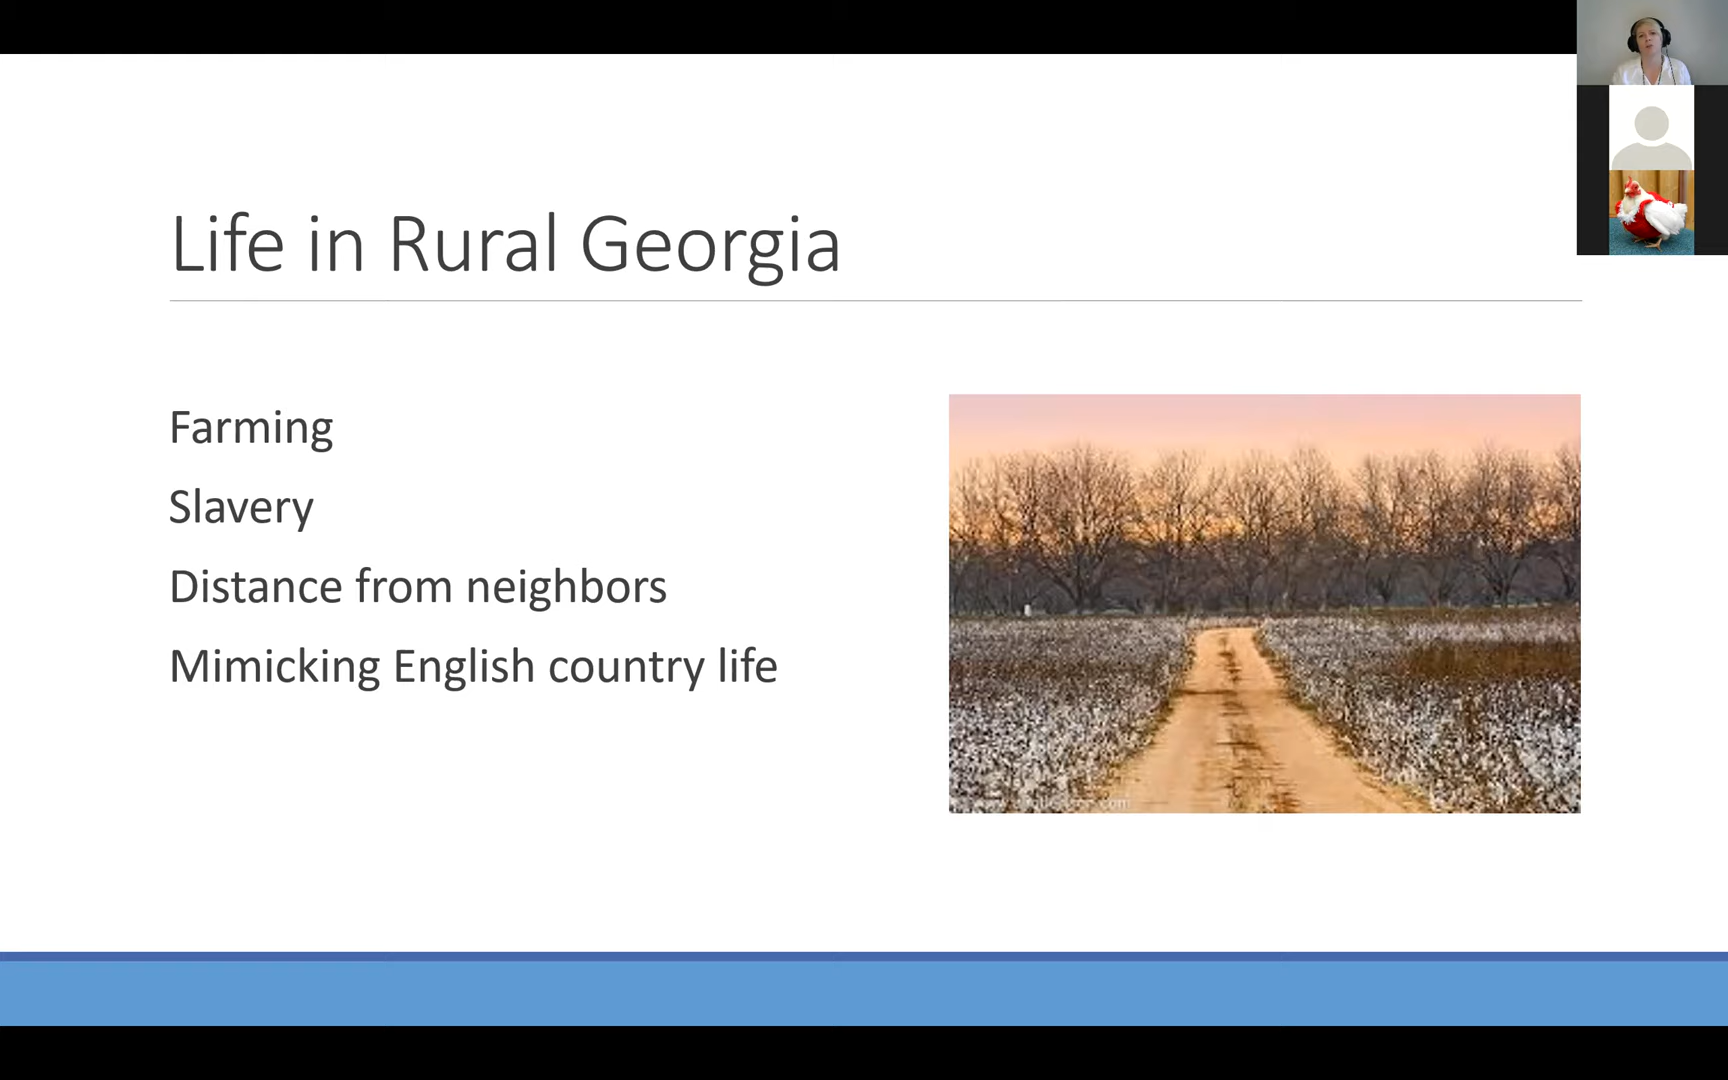 Life in Rural Georgia
Farming
Slavery
Distance from neighbors
Mimicking English country life